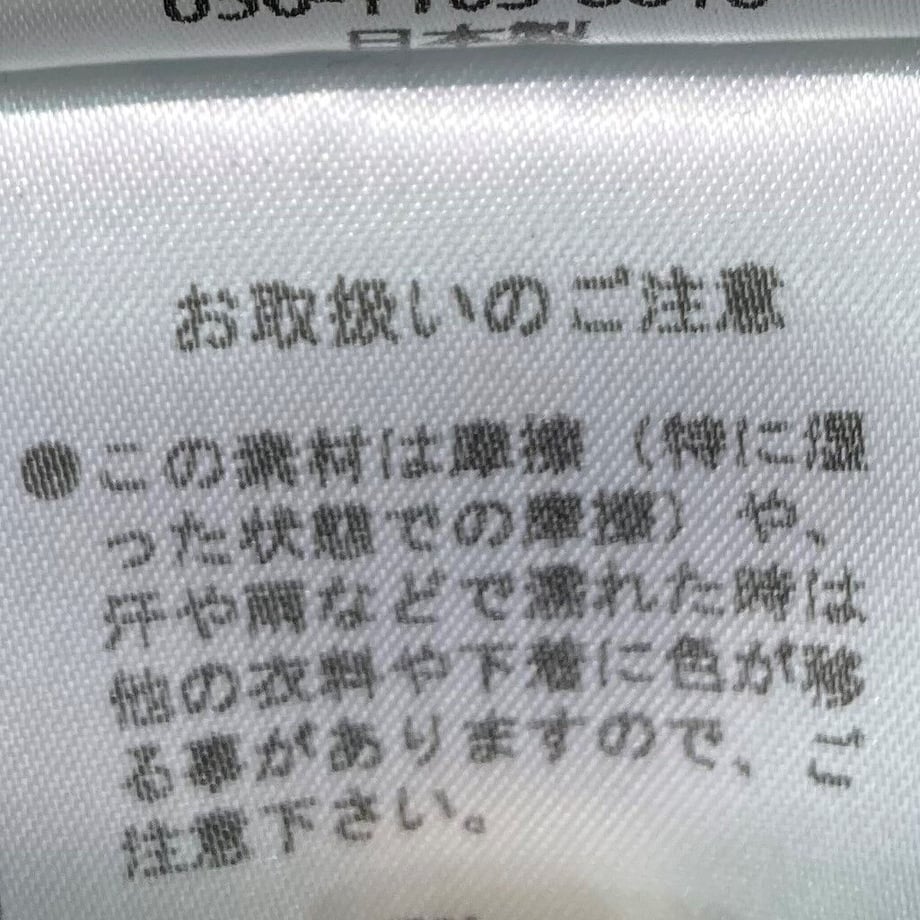 日本製
お取扱いのご注意
●この素材は摩擦（特に湿
った状態での摩擦）や、
汗や雨などで濡れた時は
他の衣料や下着に色が移
る事がありますので、ご
注意下さい。